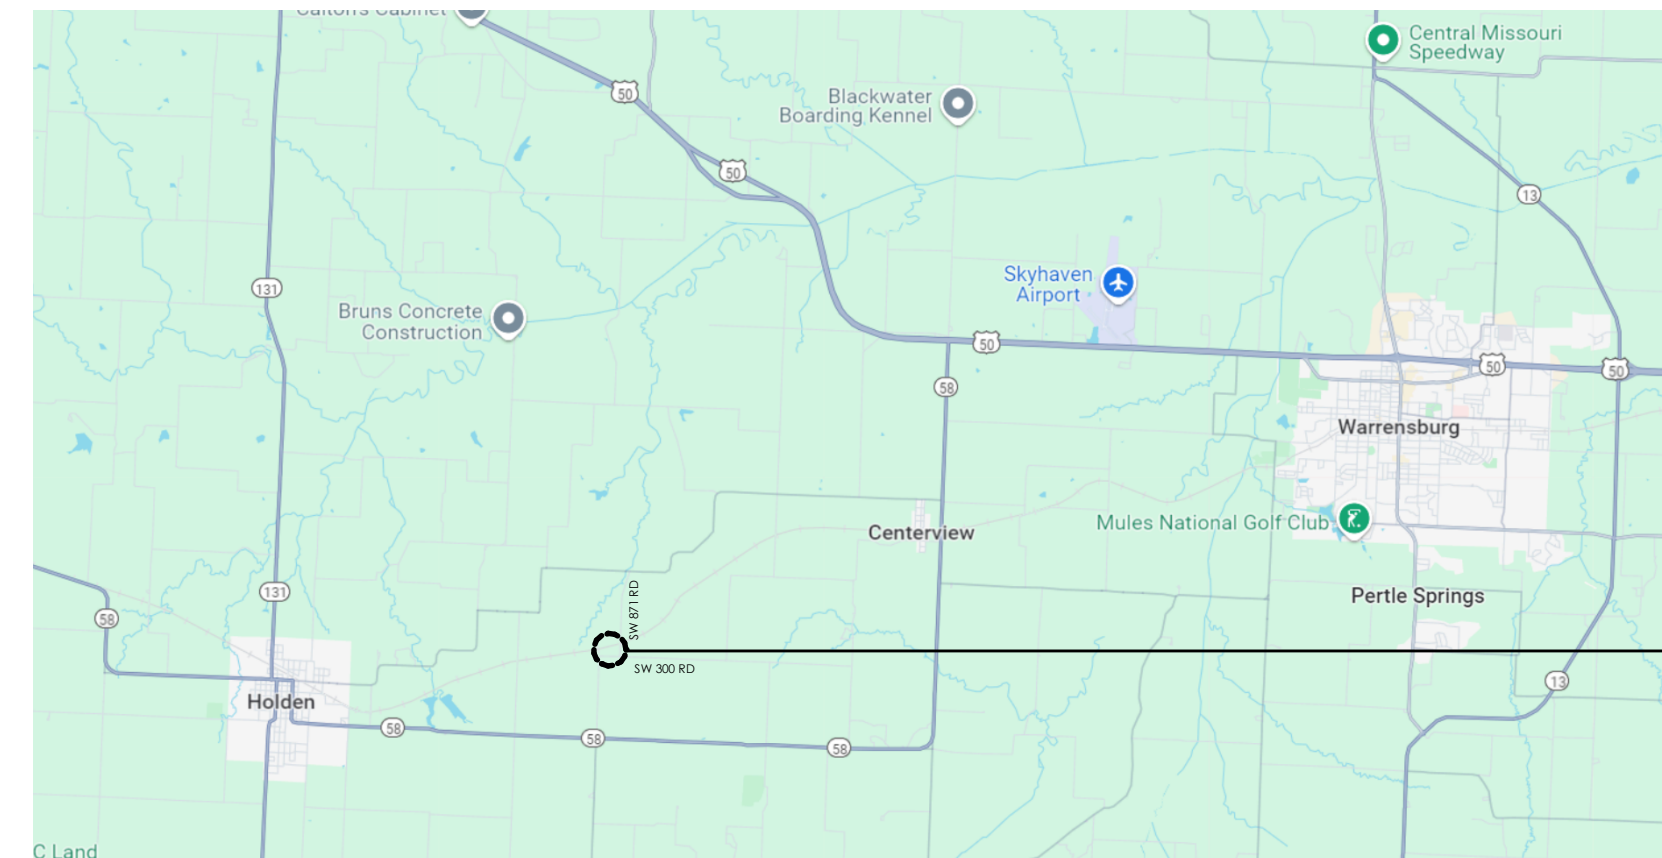 Central Missouri
Speedway
50
Blackwater
Boarding Kennel
50
13
Skyhaven
Airport
131
Bruns Concrete
Construction
50
50
50
58
Warrensburg
Mules National Golf Club
Centerview
131
SW 871 RD
Pertle Springs
58
SW 300 RD
13
Holden
58
58
58
C Land